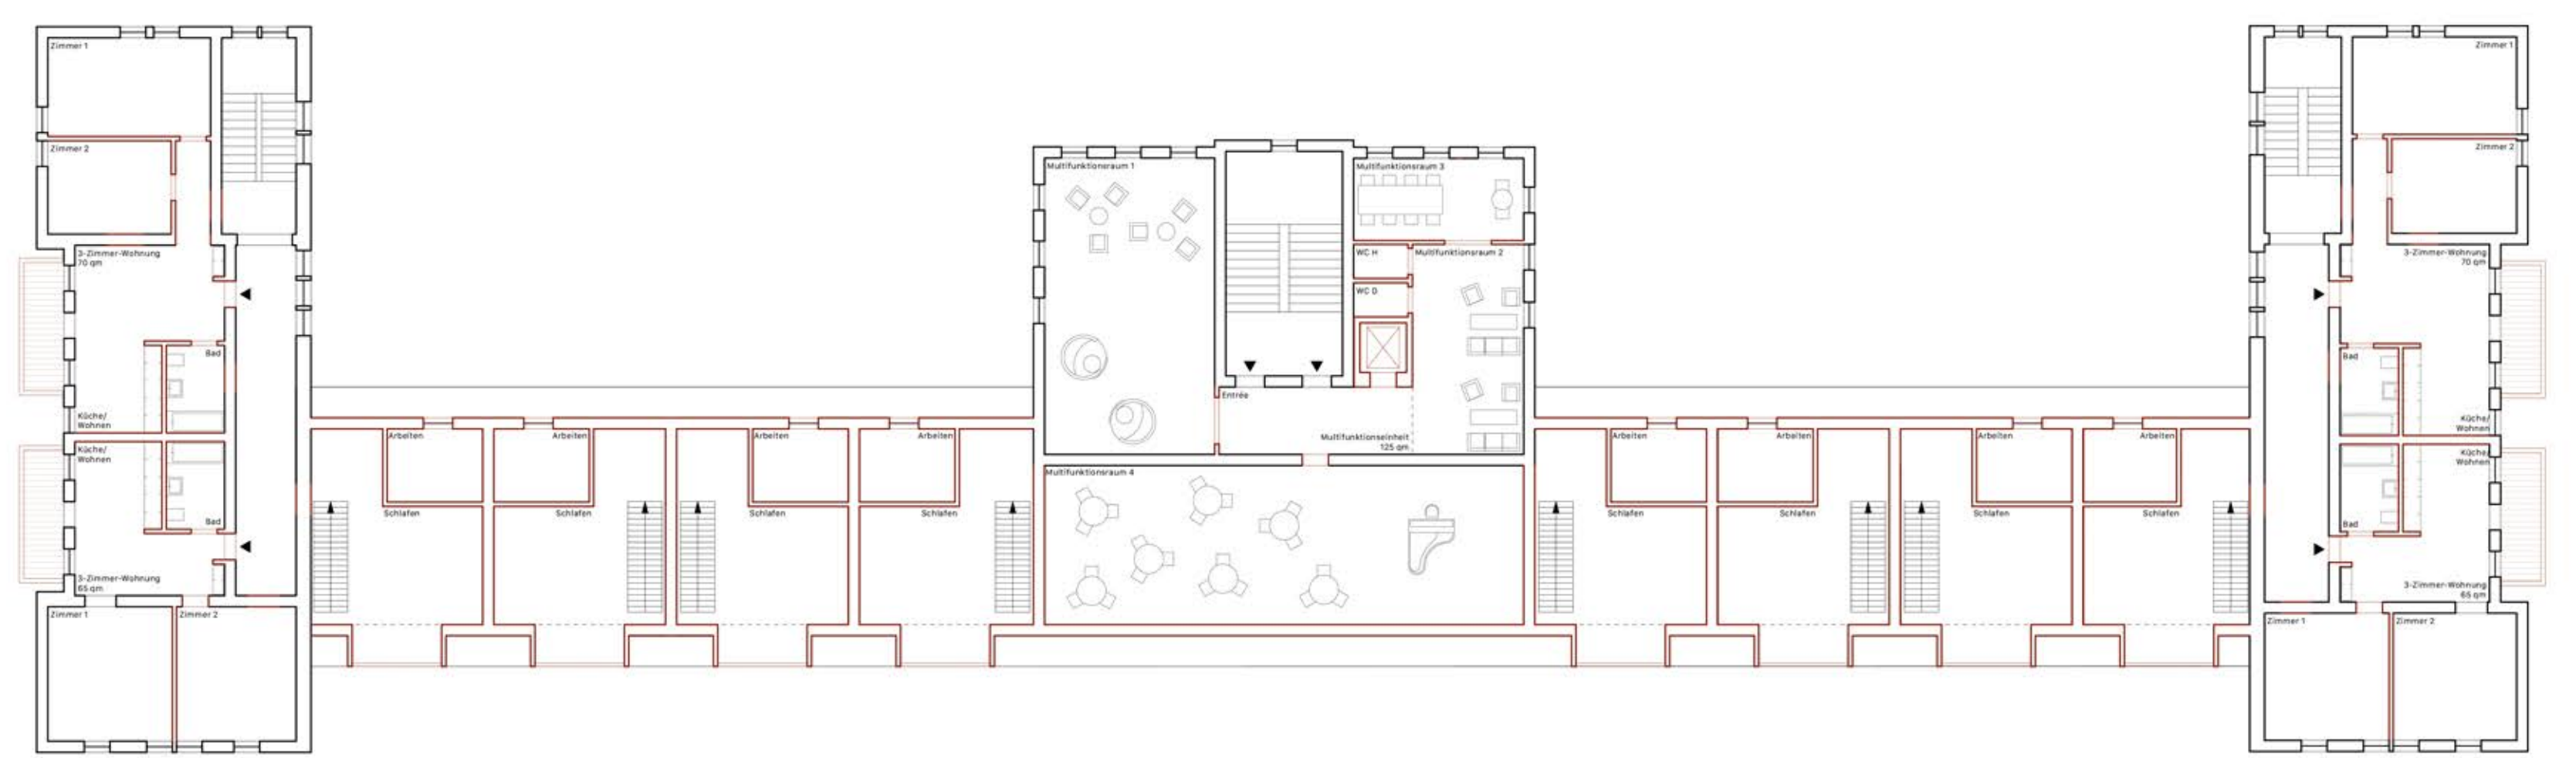 Zimmer 1
Zimmer 2
3-Zimmer-Wohnung
70 qm
Bad
Küche/
Wohnen
Küche/
Wohnen
Bad
3-Zimmer-Wohnung
65 qm
Zimmer 1
Zimmer 2
Arbeiten
Schlafen
Arbeiten
Schlafen
Arbeiten
Schlafen
Arbeiten
Schlafen
Multifunktionsraum 1
Multifunktionsraum 3
WC H
Multifunktionsraum 2
WC D
Entrée
Multifunktionseinheit
125 qm
Multifunktionsraum 4
Arbeiten
Schlafen
Arbeiten
Schlafen
Arbeiten
Schlafen
Arbeiten
Schlafen
Zimmer 1
Zimmer 2
3-Zimmer-Wohnung
70 qm
Bad
Küche/
Wohnen
Küche/
Wohnen
Bad
3-Zimmer-Wohnung
65 qm
Zimmer 1
Zimmer 2